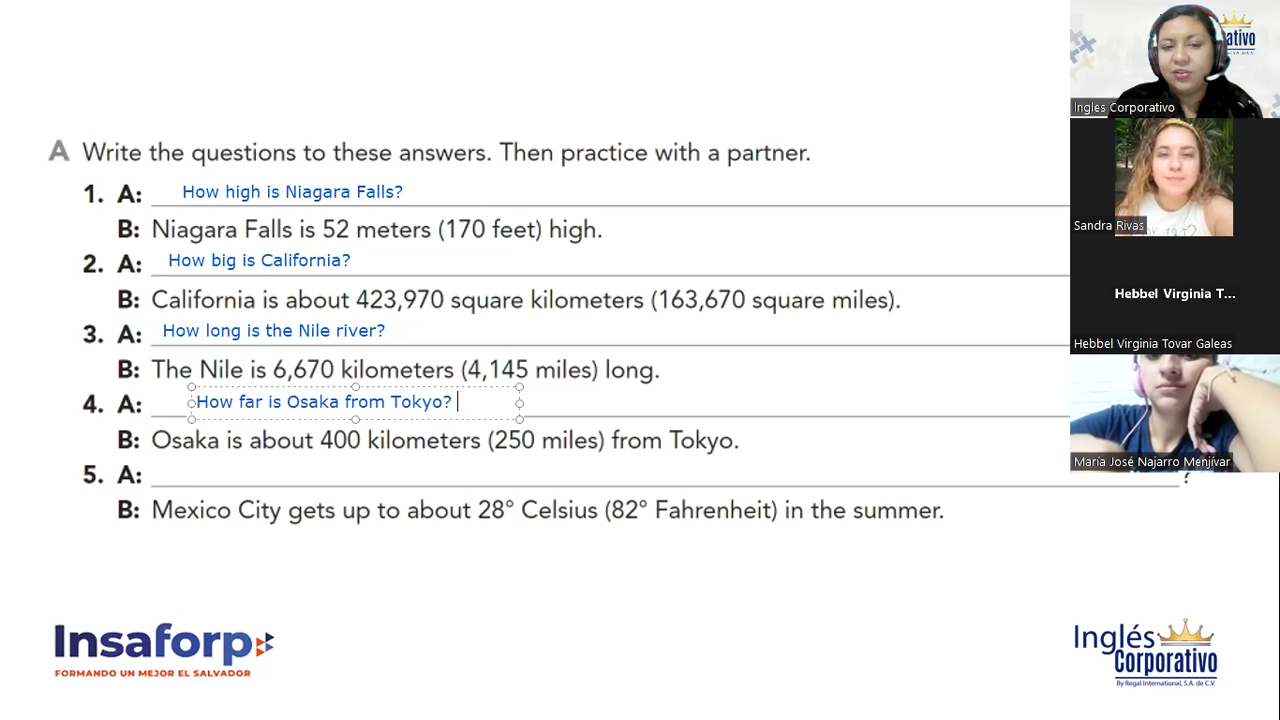 A Write the questions to these answers. Then practice with a partner.
1. A: How high is Niagara Falls?
B: Niagara Falls is 52 meters (170 feet) high.
2. A: How big is California?
B: California is about 423,970 square kilometers (163,670 square miles).
3. A: How long is the Nile river?
B: The Nile is 6,670 kilometers (4,145 miles) long.
4. A: How far is Osaka from Tokyo?
B: Osaka is about 400 kilometers (250 miles) from Tokyo.
5. A: ?
B: Mexico City gets up to about 28° Celsius (82° Fahrenheit) in the summer.
Insaforp
FORMANDO UN MEJOR EL SALVADOR
Inglés
Corporativo
By Regal International, S.A. de C.V.
ativo
Ingles Corporativo
Sandra Rivas
Hebbel Virginia T...
Hebbel Virginia Tovar Galeas
María José Najarro Menjívar